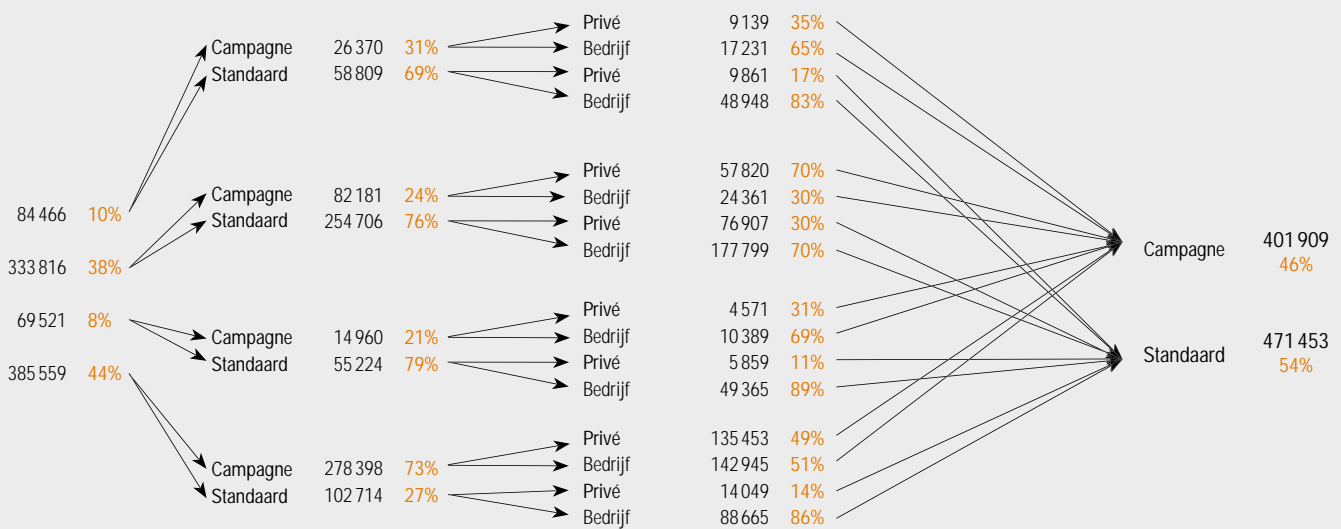 Privé 9 139 35%
Campagne 26 370 31% Bedrijf 17 231 65%
Standaard 58 809 69% Privé 9 861 17%
Bedrijf 48 948 83%
Privé 57 820 70%
Campagne 82 181 24% Bedrijf 24 361 30%
84 466 10% Standaard 254 706 76% Privé 76 907 30%
Bedrijf 177 799 70%
Campagne 401 909
46%
333 816 38%
Privé 4 571 31%
69 521 8% Campagne 14 960 21% Bedrijf 10 389 69%
Standaard 55 224 79% Privé 5 859 11%
Standaard 471 453
54%
385 559 44% Bedrijf 49 365 89%
Privé 135 453 49%
Campagne 278 398 73% Bedrijf 142 945 51%
Standaard 102 714 27% Privé 14 049 14%
Bedrijf 88 665 86%